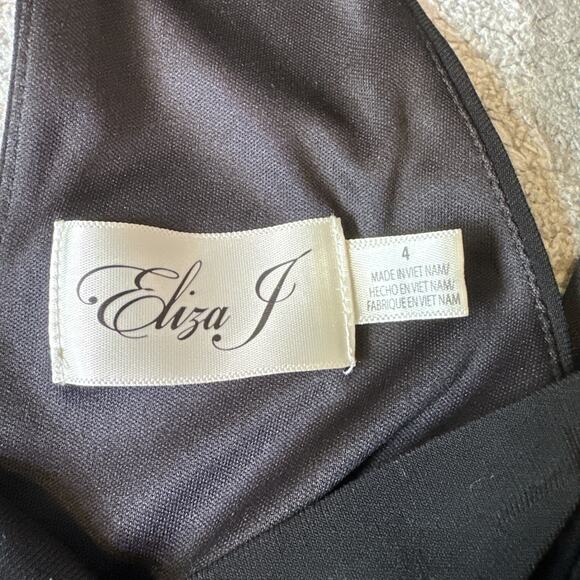 Eliza J
4
MADE IN VIET NAM/
HECHO EN VIET NAM/
FABRIQUE EN VIET NAM